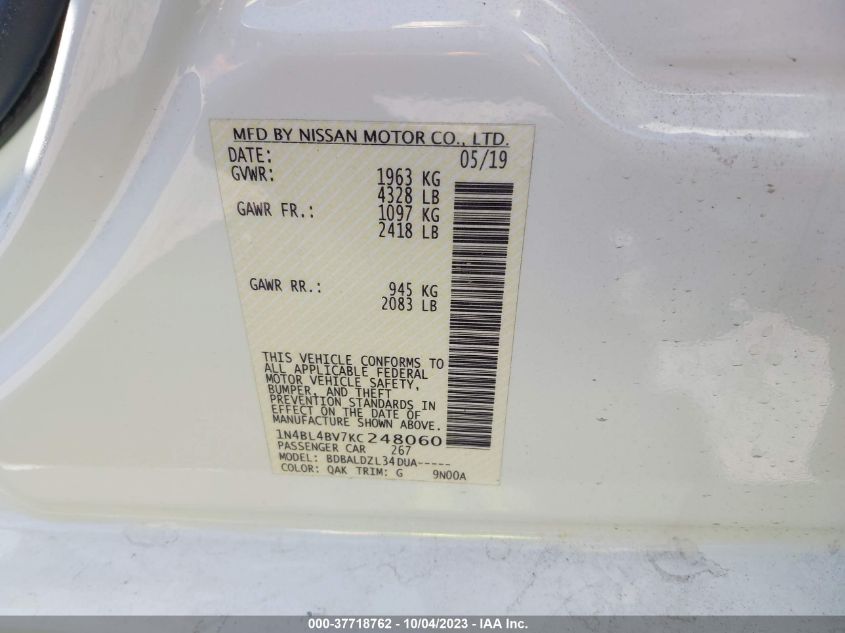 MFD BY NISSAN MOTOR CO., LTD.
DATE: 05/19
GVWR: 1963 KG
4328 LB
GAWR FR.: 1097 KG
2418 LB
GAWR RR.: 945 KG
2083 LB
THIS VEHICLE CONFORMS TO
ALL APPLICABLE FEDERAL
MOTOR VEHICLE SAFETY,
BUMPER, AND THEFT
PREVENTION STANDARDS IN
EFFECT ON THE DATE OF
MANUFACTURE SHOWN ABOVE.
1N4BL4BV7KC248060
PASSENGER CAR 267
MODEL: BDBALDZL34DUA-----
COLOR: QAK TRIM: G 9N00A
000-37718762 - 10/04/2023 - IAA